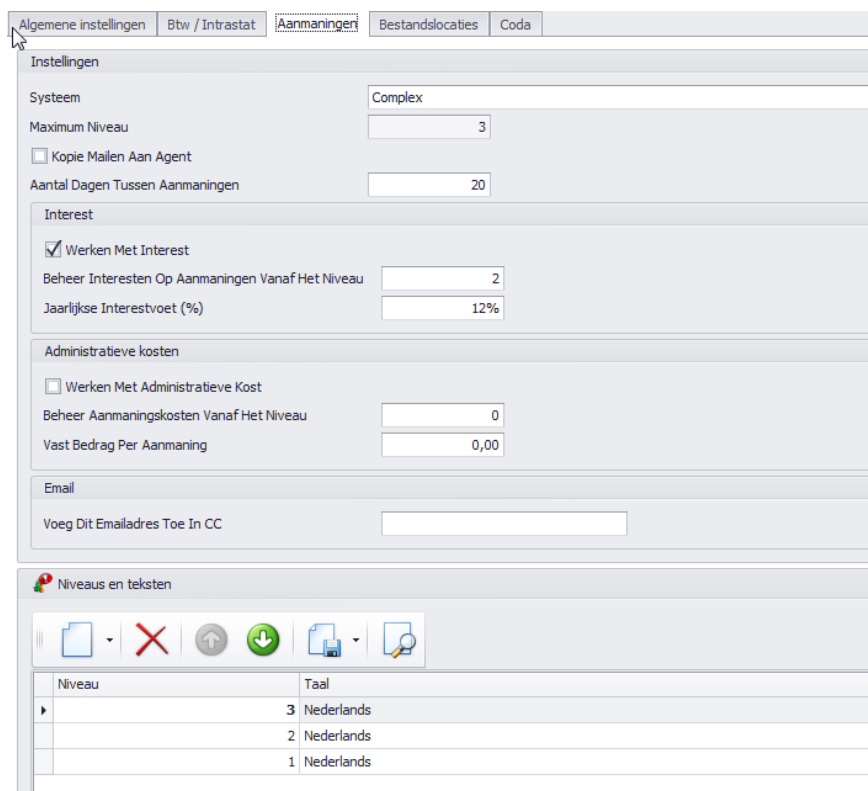 Algemene instellingen Btw / Intrastat Aanmaningen Bestandslocaties Coda
Instellingen
Systeem Complex
Maximum Niveau 3
Kopie Mailen Aan Agent
Aantal Dagen Tussen Aanmaningen 20
Interest
Werken Met Interest
Beheer Interesten Op Aanmaningen Vanaf Het Niveau 2
Jaarlijkse Interestvoet (%) 12%
Administratieve kosten
Werken Met Administratieve Kost
Beheer Aanmaningskosten Vanaf Het Niveau 0
Vast Bedrag Per Aanmaning 0,00
Email
Voeg Dit Emailadres Toe In CC
Niveaus en teksten
Niveau Taal
3 Nederlands
2 Nederlands
1 Nederlands